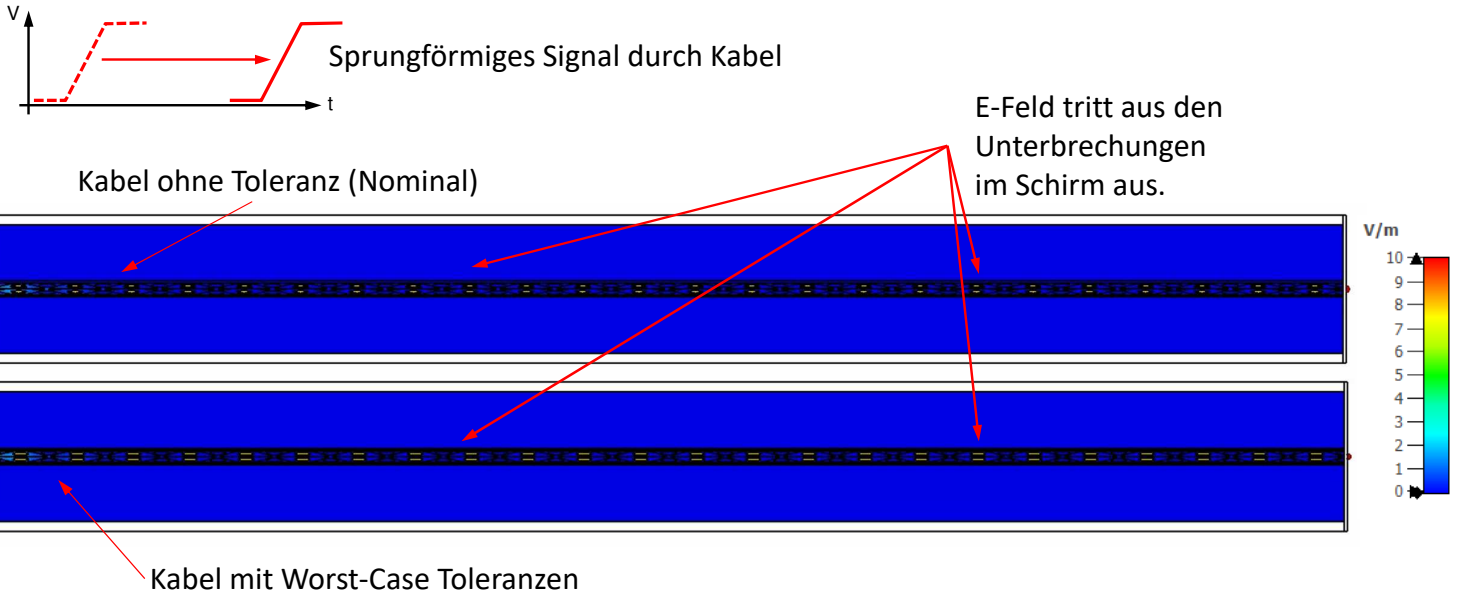 V
t
Sprungförmiges Signal durch Kabel
E-Feld tritt aus den
Unterbrechungen
im Schirm aus.
Kabel ohne Toleranz (Nominal)
V/m
10
9
8
7
6
5
4
3
2
1
0
Kabel mit Worst-Case Toleranzen